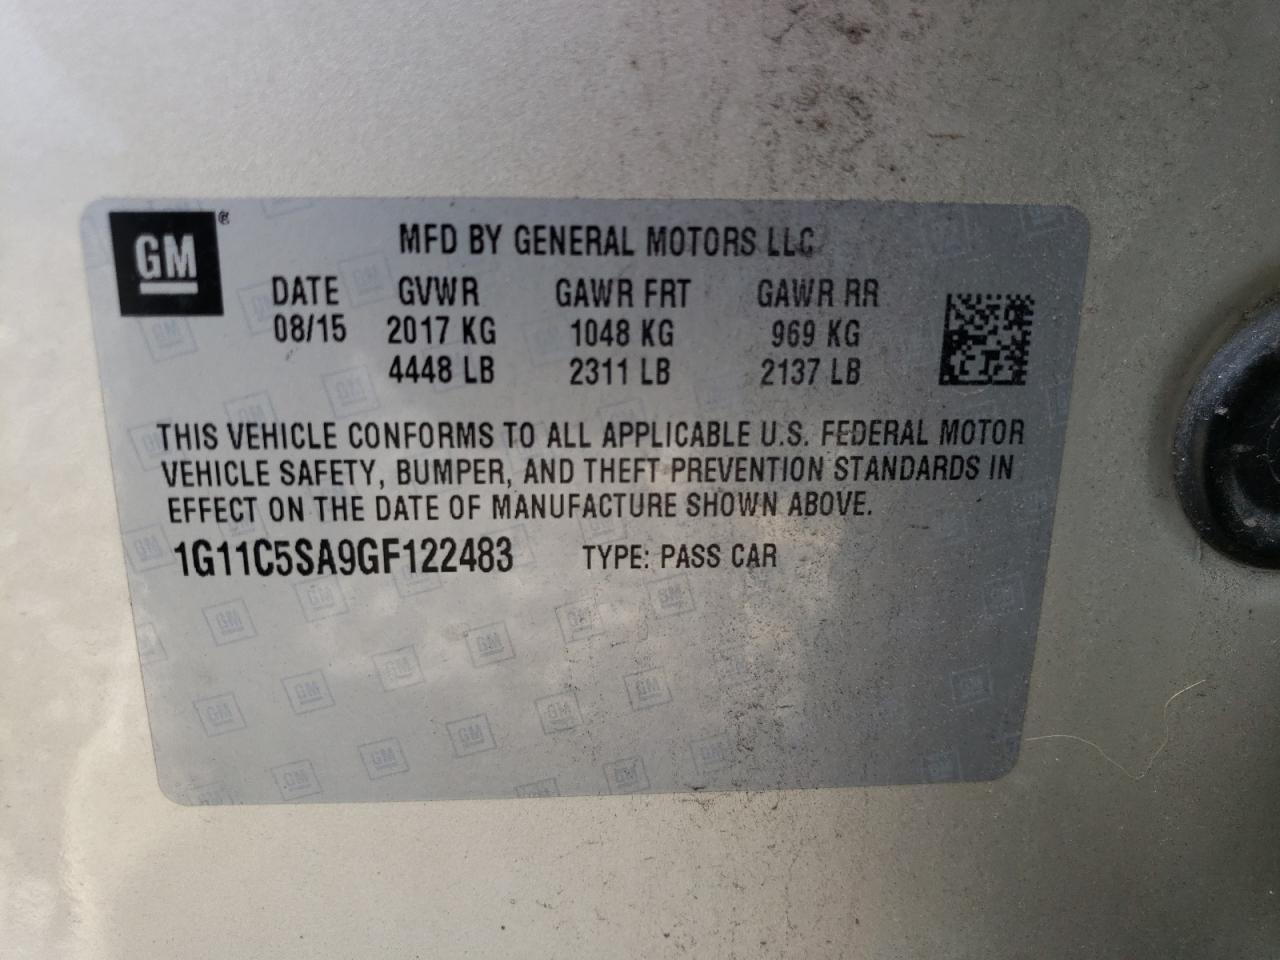 GM ®
MFD BY GENERAL MOTORS LLC
DATE GVWR GAWR FRT GAWR RR
08/15 2017 KG 1048 KG 969 KG
4448 LB 2311 LB 2137 LB
THIS VEHICLE CONFORMS TO ALL APPLICABLE U.S. FEDERAL MOTOR
VEHICLE SAFETY, BUMPER, AND THEFT PREVENTION STANDARDS IN
EFFECT ON THE DATE OF MANUFACTURE SHOWN ABOVE.
1G11C5SA9GF122483 TYPE: PASS CAR